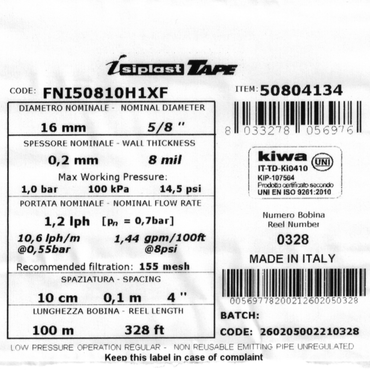 isiplast TAPE
CODE: FNI50810H1XF
ITEM: 50804134
DIAMETRO NOMINALE - NOMINAL DIAMETER
16 mm 5/8 "
SPESSORE NOMINALE - WALL THICKNESS
0,2 mm 8 mil
Max Working Pressure:
1,0 bar 100 kPa 14,5 psi
PORTATA NOMINALE - NOMINAL FLOW RATE
1,2 lph [pn = 0,7bar]
10,6 lph/m 1,44 gpm/100ft
@0,55bar @8psi
Recommended filtration: 155 mesh
SPAZIATURA - SPACING
10 cm 0,1 m 4 "
LUNGHEZZA BOBINA - REEL LENGTH
100 m 328 ft
8 033278 056976
kiwa UNI
IT-TD-Ki0410
KIP-107564
Prodotto certificato secondo
UNI EN ISO 9261:2010
Numero Bobina
Reel Number
0328
MADE IN ITALY
00569778200212602050328
BATCH:
CODE: 260205002210328
LOW PRESSURE OPERATION REGULAR - NON REUSABLE EMITTING PIPE UNREGULATED
Keep this label in case of complaint